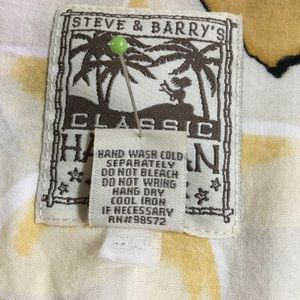 STEVE & BARRY'S
CLASSIC
HAND WASH COLD
SEPARATELY
DO NOT BLEACH
DO NOT WRING
HANG DRY
COOL IRON
IF NECESSARY
RN#98572